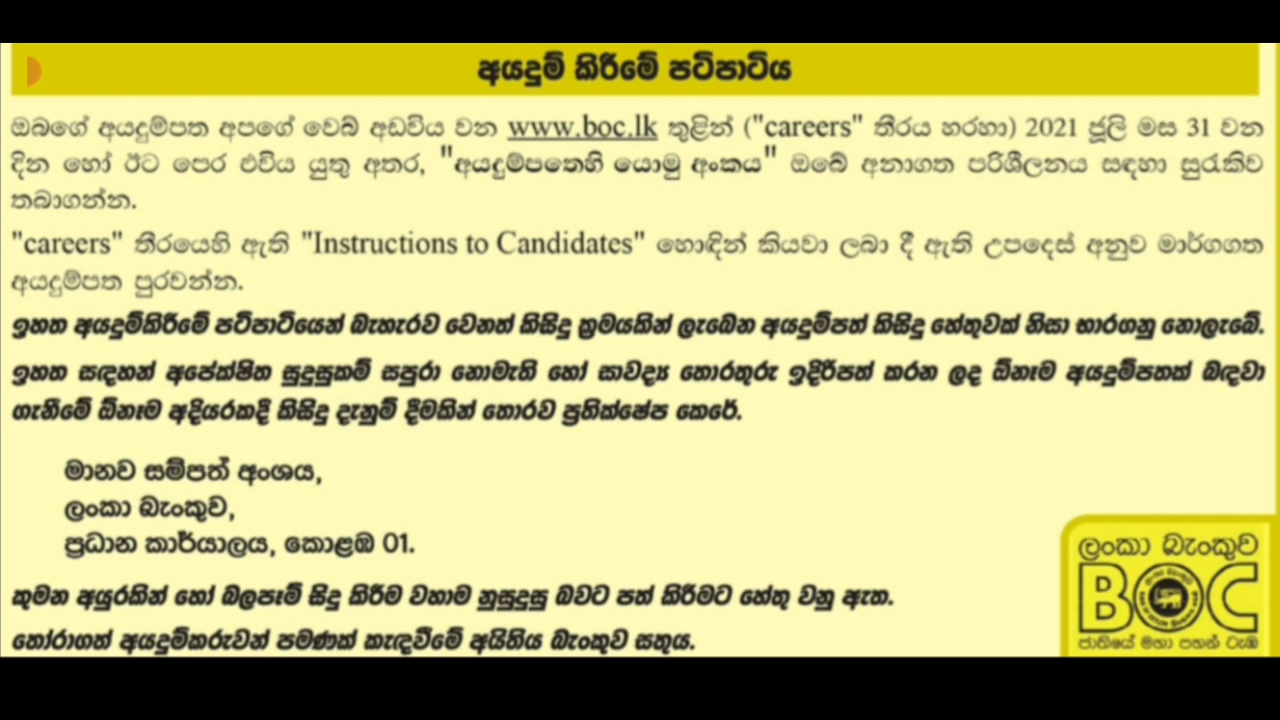 අයදුම් කිරීමේ පටිපාටිය
ඔබගේ අයදුම්පත අපගේ වෙබ් අඩවිය වන www.boc.lk තුළින් ("careers" තීරය හරහා) 2021 ජූලි මස 31 වන
දින හෝ ඊට පෙර එවිය යුතු අතර, "අයදුම්පතෙහි යොමු අංකය" ඔබේ අනාගත පරිශීලනය සඳහා සුරැකිව
තබාගන්න.
"careers" තීරයෙහි ඇති "Instructions to Candidates" හොඳින් කියවා ලබා දී ඇති උපදෙස් අනුව මාර්ගගත
අයදුම්පත පුරවන්න.
ඉහත අයදුම්කිරීමේ පටිපාටියෙන් බැහැරව වෙනත් කිසිදු ක්‍රමයකින් ලැබෙන අයදුම්පත් කිසිදු හේතුවක් නිසා භාරගනු නොලැබේ.
ඉහත සඳහන් අපේක්ෂිත සුදුසුකම් සපුරා නොමැති හෝ සාවද්‍ය තොරතුරු ඉදිරිපත් කරන ලද ඕනෑම අයදුම්පතක් බඳවා
ගැනීමේ ඕනෑම අදියරකදී කිසිදු දැනුම් දීමකින් තොරව ප්‍රතික්ෂේප කෙරේ.
මානව සම්පත් අංශය,
ලංකා බැංකුව,
ප්‍රධාන කාර්යාලය, කොළඹ 01.
කුමන අයුරකින් හෝ බලපෑම් සිදු කිරීම වහාම නුසුදුසු බවට පත් කිරීමට හේතු වනු ඇත.
තෝරාගත් අයදුම්කරුවන් පමණක් කැඳවීමේ අයිතිය බැංකුව සතුය.
ලංකා බැංකුව
BOC
ජාතියේ මහා පහන් ටැඹ